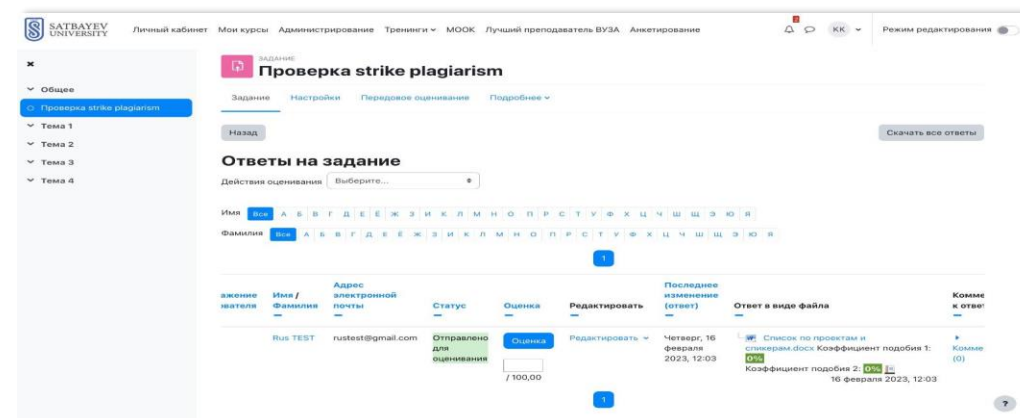 SATBAYEV
UNIVERSITY
Личный кабинет Мои курсы Администрирование Тренинги МООК Лучший преподаватель ВУЗА Анкетирование
КК
Режим редактирования
Общее
Проверка strike plagiarism
Тема 1
Тема 2
Тема 3
Тема 4
ЗАДАНИЕ
Проверка strike plagiarism
Задание Настройки Передовое оценивание Подробнее
Назад
Скачать все ответы
Ответы на задание
Действия оценивания Выберите...
Имя Все А Б В Г Д Е Ё Ж З И К Л М Н О П Р С Т У Ф Х Ц Ч Ш Щ Э Ю Я
Фамилия Все А Б В Г Д Е Ё Ж З И К Л М Н О П Р С Т У Ф Х Ц Ч Ш Щ Э Ю Я
1
ажение
вателя
Имя /
Фамилия
Адрес
электронной
почты
Статус
Оценка
Редактировать
Последнее
изменение
(ответ)
Ответ в виде файла
Комме
к ответ
Rus TEST
rustest@gmail.com
Отправлено
для
оценивания
Оценка
/ 100,00
Редактировать
Четверг, 16
февраля
2023, 12:03
Список по проектам и
спикерам.docx Коэффициент подобия 1:
0%
Коэффициент подобия 2: 0%
16 февраля 2023, 12:03
Комме
(0)
1
?